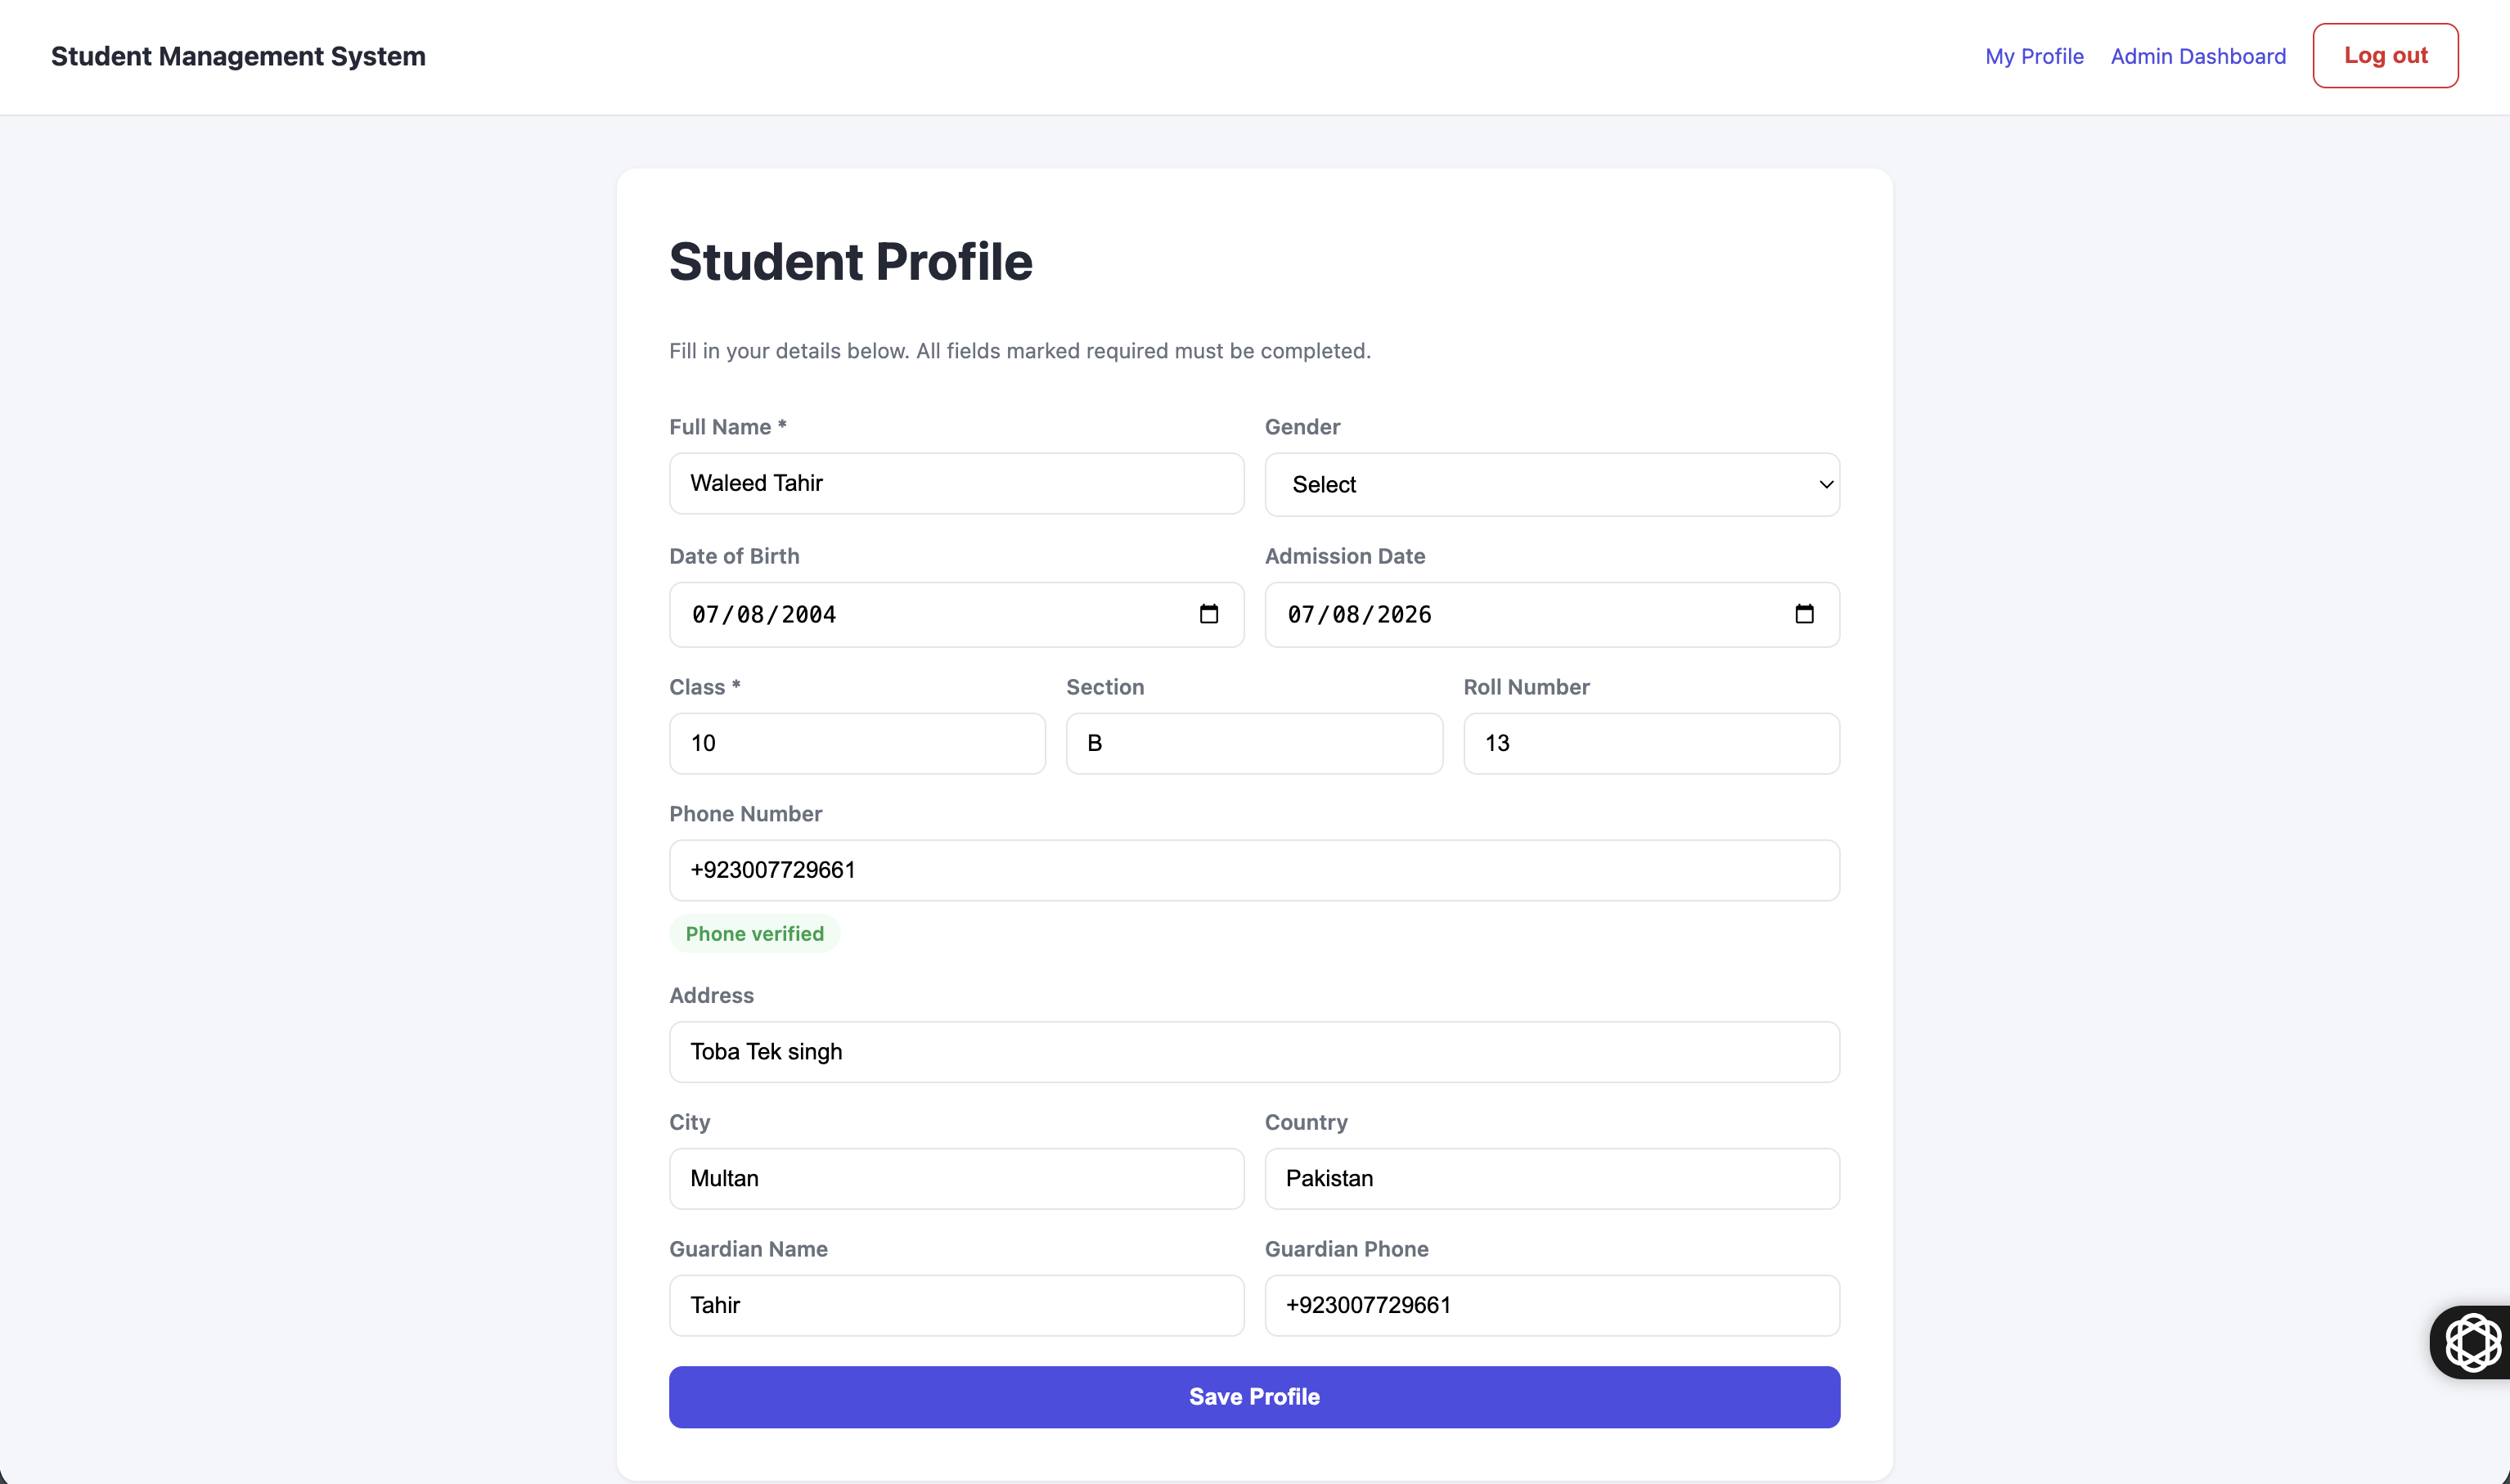 Student Management System
My Profile Admin Dashboard Log out
Student Profile
Fill in your details below. All fields marked required must be completed.
Full Name * Gender
Waleed Tahir Select
Date of Birth Admission Date
07/08/2004 07/08/2026
Class * Section Roll Number
10 B 13
Phone Number
+923007729661
Phone verified
Address
Toba Tek singh
City Country
Multan Pakistan
Guardian Name Guardian Phone
Tahir +923007729661
Save Profile